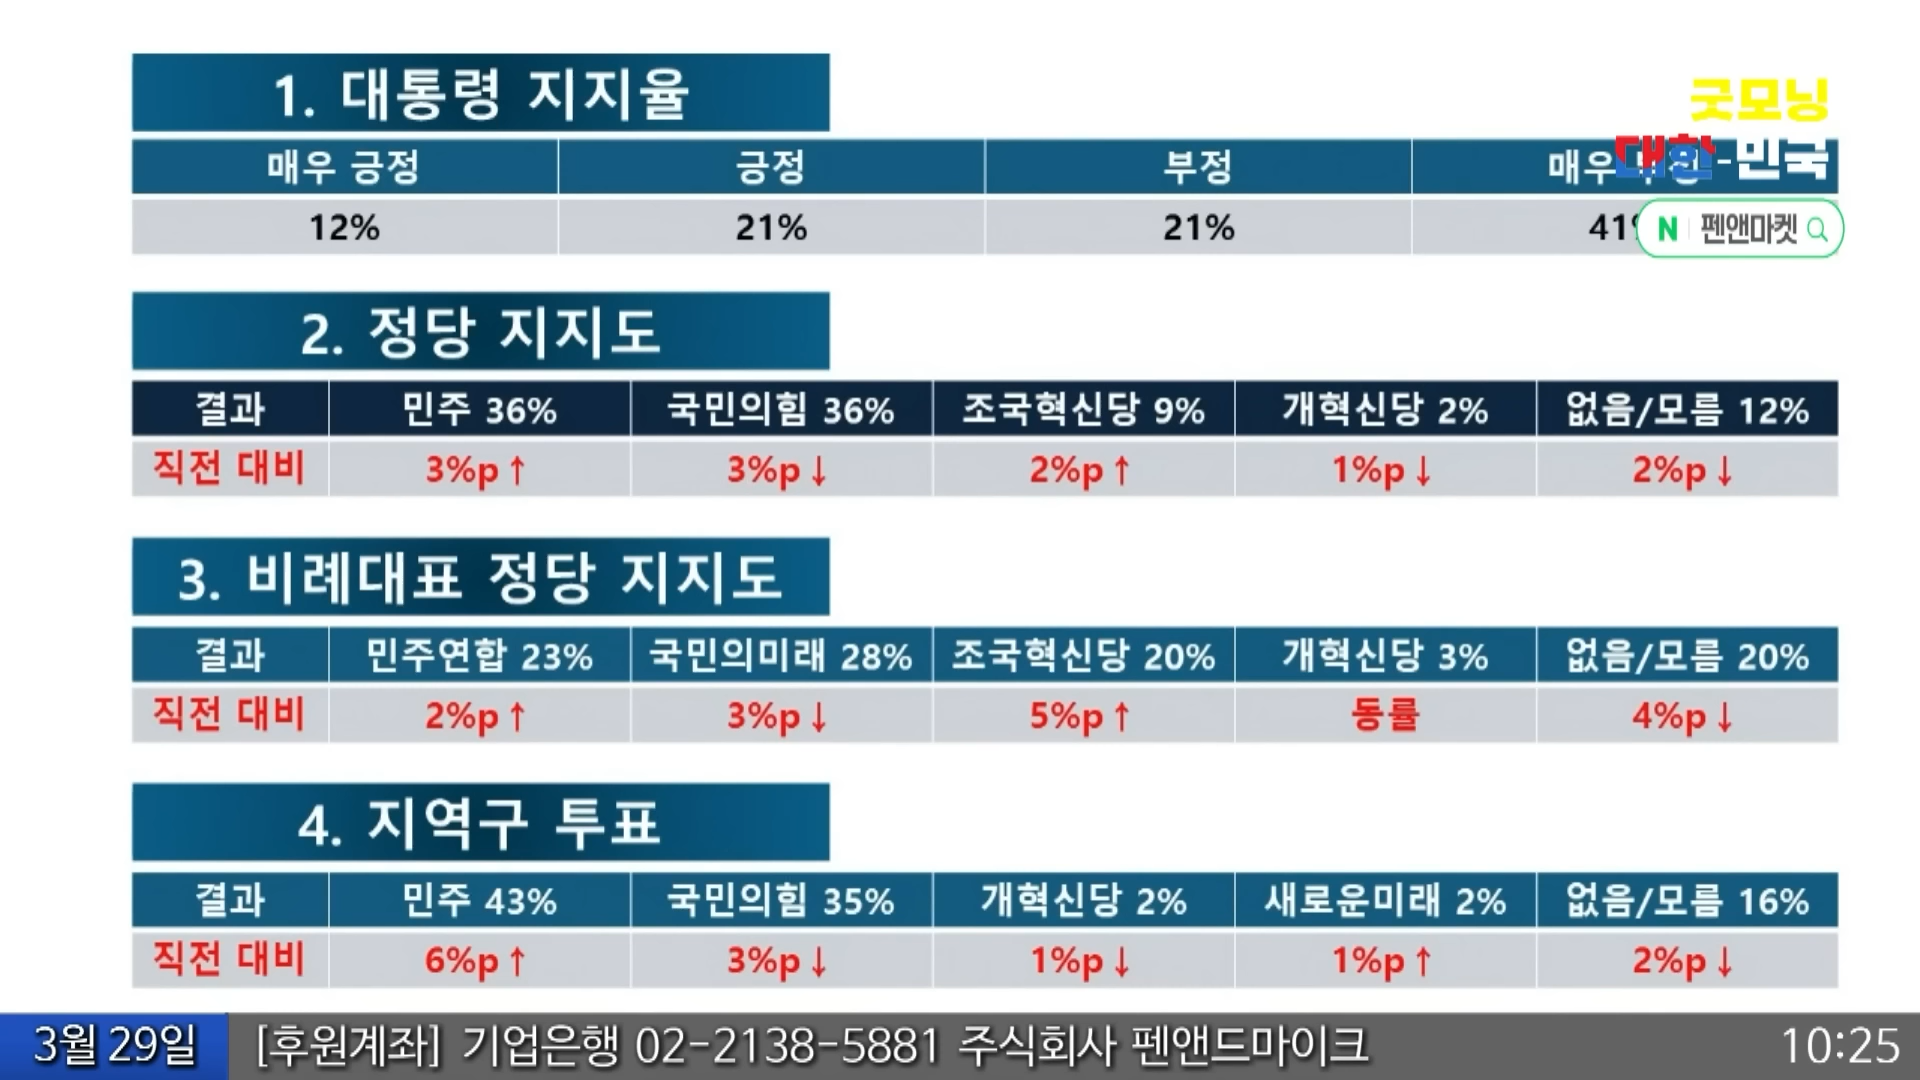 1. 대통령 지지율
굿모닝
대한-민국
매우 긍정 긍정 부정 매우
12% 21% 21% 41%
N 펜앤마켓
2. 정당 지지도
결과 민주 36% 국민의힘 36% 조국혁신당 9% 개혁신당 2% 없음/모름 12%
직전 대비 3%p↑ 3%p↓ 2%p↑ 1%p↓ 2%p↓
3. 비례대표 정당 지지도
결과 민주연합 23% 국민의미래 28% 조국혁신당 20% 개혁신당 3% 없음/모름 20%
직전 대비 2%p↑ 3%p↓ 5%p↑ 동률 4%p↓
4. 지역구 투표
결과 민주 43% 국민의힘 35% 개혁신당 2% 새로운미래 2% 없음/모름 16%
직전 대비 6%p↑ 3%p↓ 1%p↓ 1%p↑ 2%p↓
3월 29일 [후원계좌] 기업은행 02-2138-5881 주식회사 펜앤드마이크 10:25